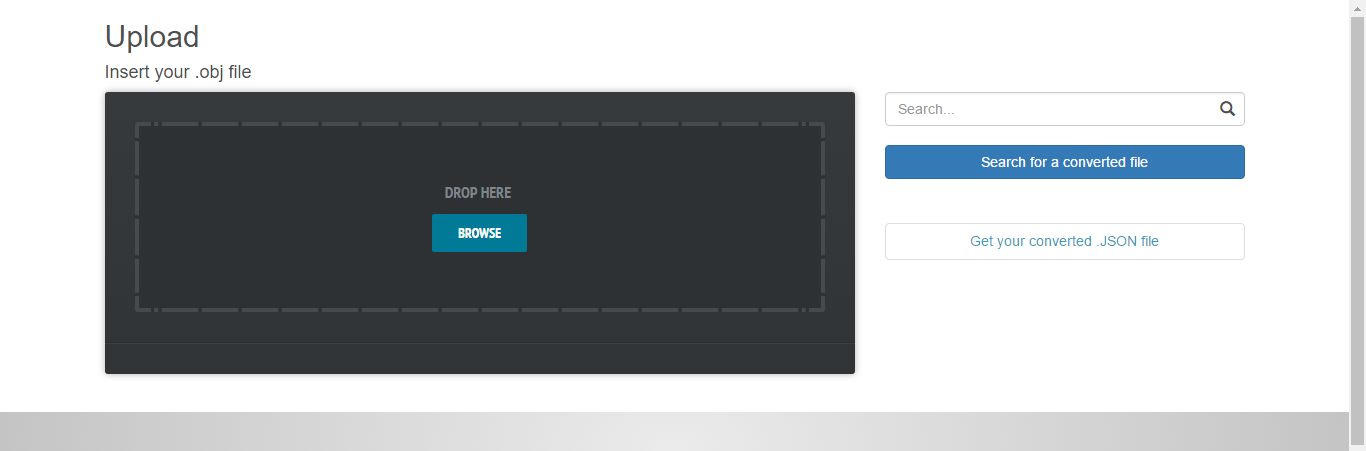 Upload
Insert your .obj file
DROP HERE
BROWSE
Search...
Search for a converted file
Get your converted .JSON file